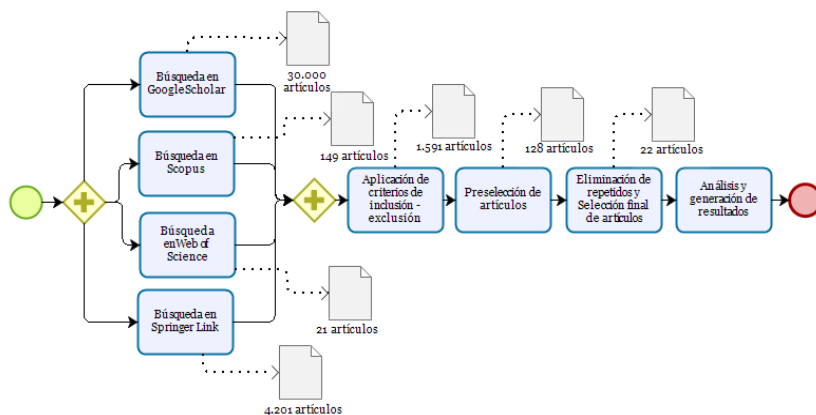 Búsqueda en
Google Scholar
30.000
artículos
Búsqueda en
Scopus
149 artículos
Búsqueda
enWeb of
Science
21 artículos
Búsqueda en
Springer Link
4.201 artículos
Aplicación de
criterios de
inclusión -
exclusión
1.591 artículos
Preselección de
artículos
128 artículos
Eliminación de
repetidos y
Selección final
de artículos
22 artículos
Análisis y
generación de
resultados